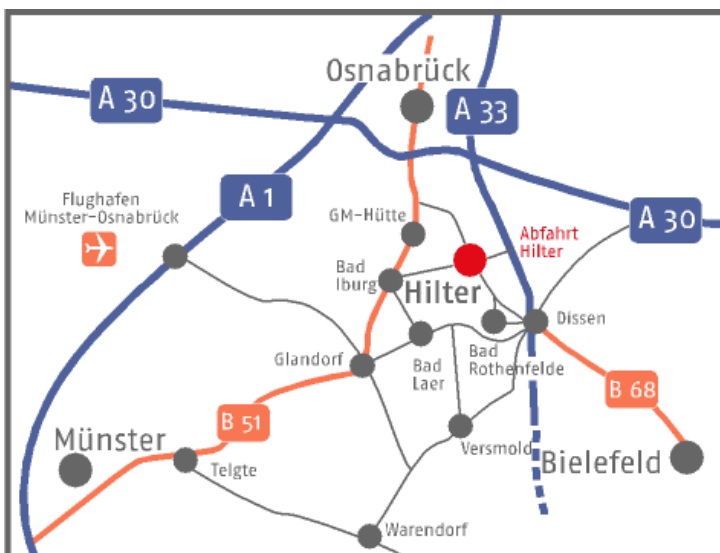 Osnabrück
A 30
A 33
A 1
Flughafen
Münster-Osnabrück
GM-Hütte
A 30
Abfahrt
Hilter
Bad
Iburg
Hilter
Dissen
Glandorf
Bad
Laer
Bad
Rothenfelde
B 68
B 51
Münster
Telgte
Versmold
Bielefeld
Warendorf